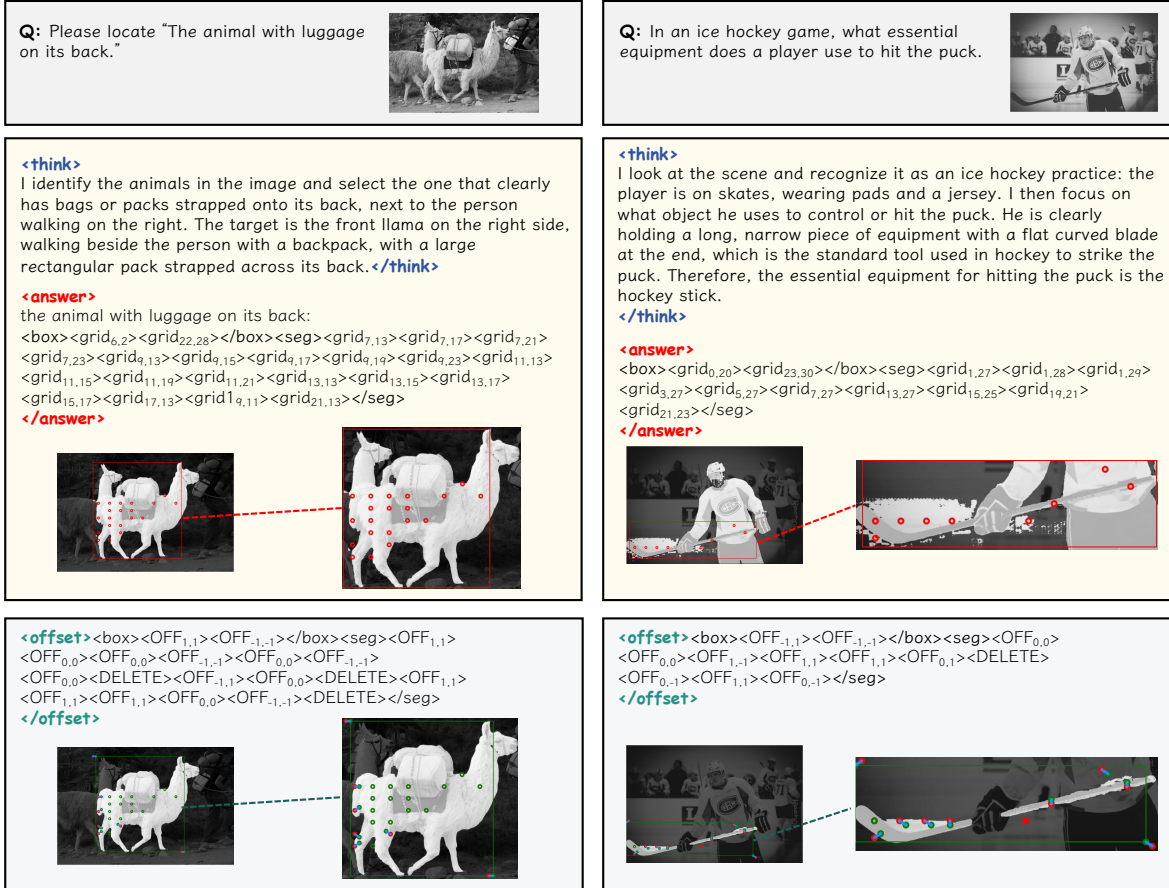 Q: Please locate “The animal with luggage
on its back.”
<think>
I identify the animals in the image and select the one that clearly
has bags or packs strapped onto its back, next to the person
walking on the right. The target is the front llama on the right side,
walking beside the person with a backpack, with a large
rectangular pack strapped across its back.</think>
<answer>
the animal with luggage on its back:
<box><grid6,2><grid22,28></box><seg><grid7,13><grid7,17><grid7,21>
<grid7,23><grid9,13><grid9,15><grid9,17><grid9,19><grid9,23><grid11,13>
<grid11,15><grid11,19><grid11,21><grid13,13><grid13,15><grid13,17>
<grid15,17><grid17,13><grid19,11><grid21,13></seg>
</answer>
<offset><box><OFF1,1><OFF-1,-1></box><seg><OFF1,1>
<OFF0,0><OFF0,0><OFF-1,-1><OFF0,0><OFF-1,-1>
<OFF0,0><DELETE><OFF-1,1><OFF0,0><DELETE><OFF1,1>
<OFF1,1><OFF1,1><OFF0,0><OFF-1,-1><DELETE></seg>
</offset>
Q: In an ice hockey game, what essential
equipment does a player use to hit the puck.
<think>
I look at the scene and recognize it as an ice hockey practice: the
player is on skates, wearing pads and a jersey. I then focus on
what object he uses to control or hit the puck. He is clearly
holding a long, narrow piece of equipment with a flat curved blade
at the end, which is the standard tool used in hockey to strike the
puck. Therefore, the essential equipment for hitting the puck is the
hockey stick.
</think>
<answer>
<box><grid0,20><grid23,30></box><seg><grid1,27><grid1,28><grid1,29>
<grid3,27><grid5,27><grid7,27><grid13,27><grid15,25><grid19,21>
<grid21,23></seg>
</answer>
<offset><box><OFF-1,1><OFF-1,-1></box><seg><OFF0,0>
<OFF0,0><OFF1,-1><OFF1,1><OFF1,1><OFF0,1><DELETE>
<OFF0,-1><OFF1,1><OFF0,-1></seg>
</offset>